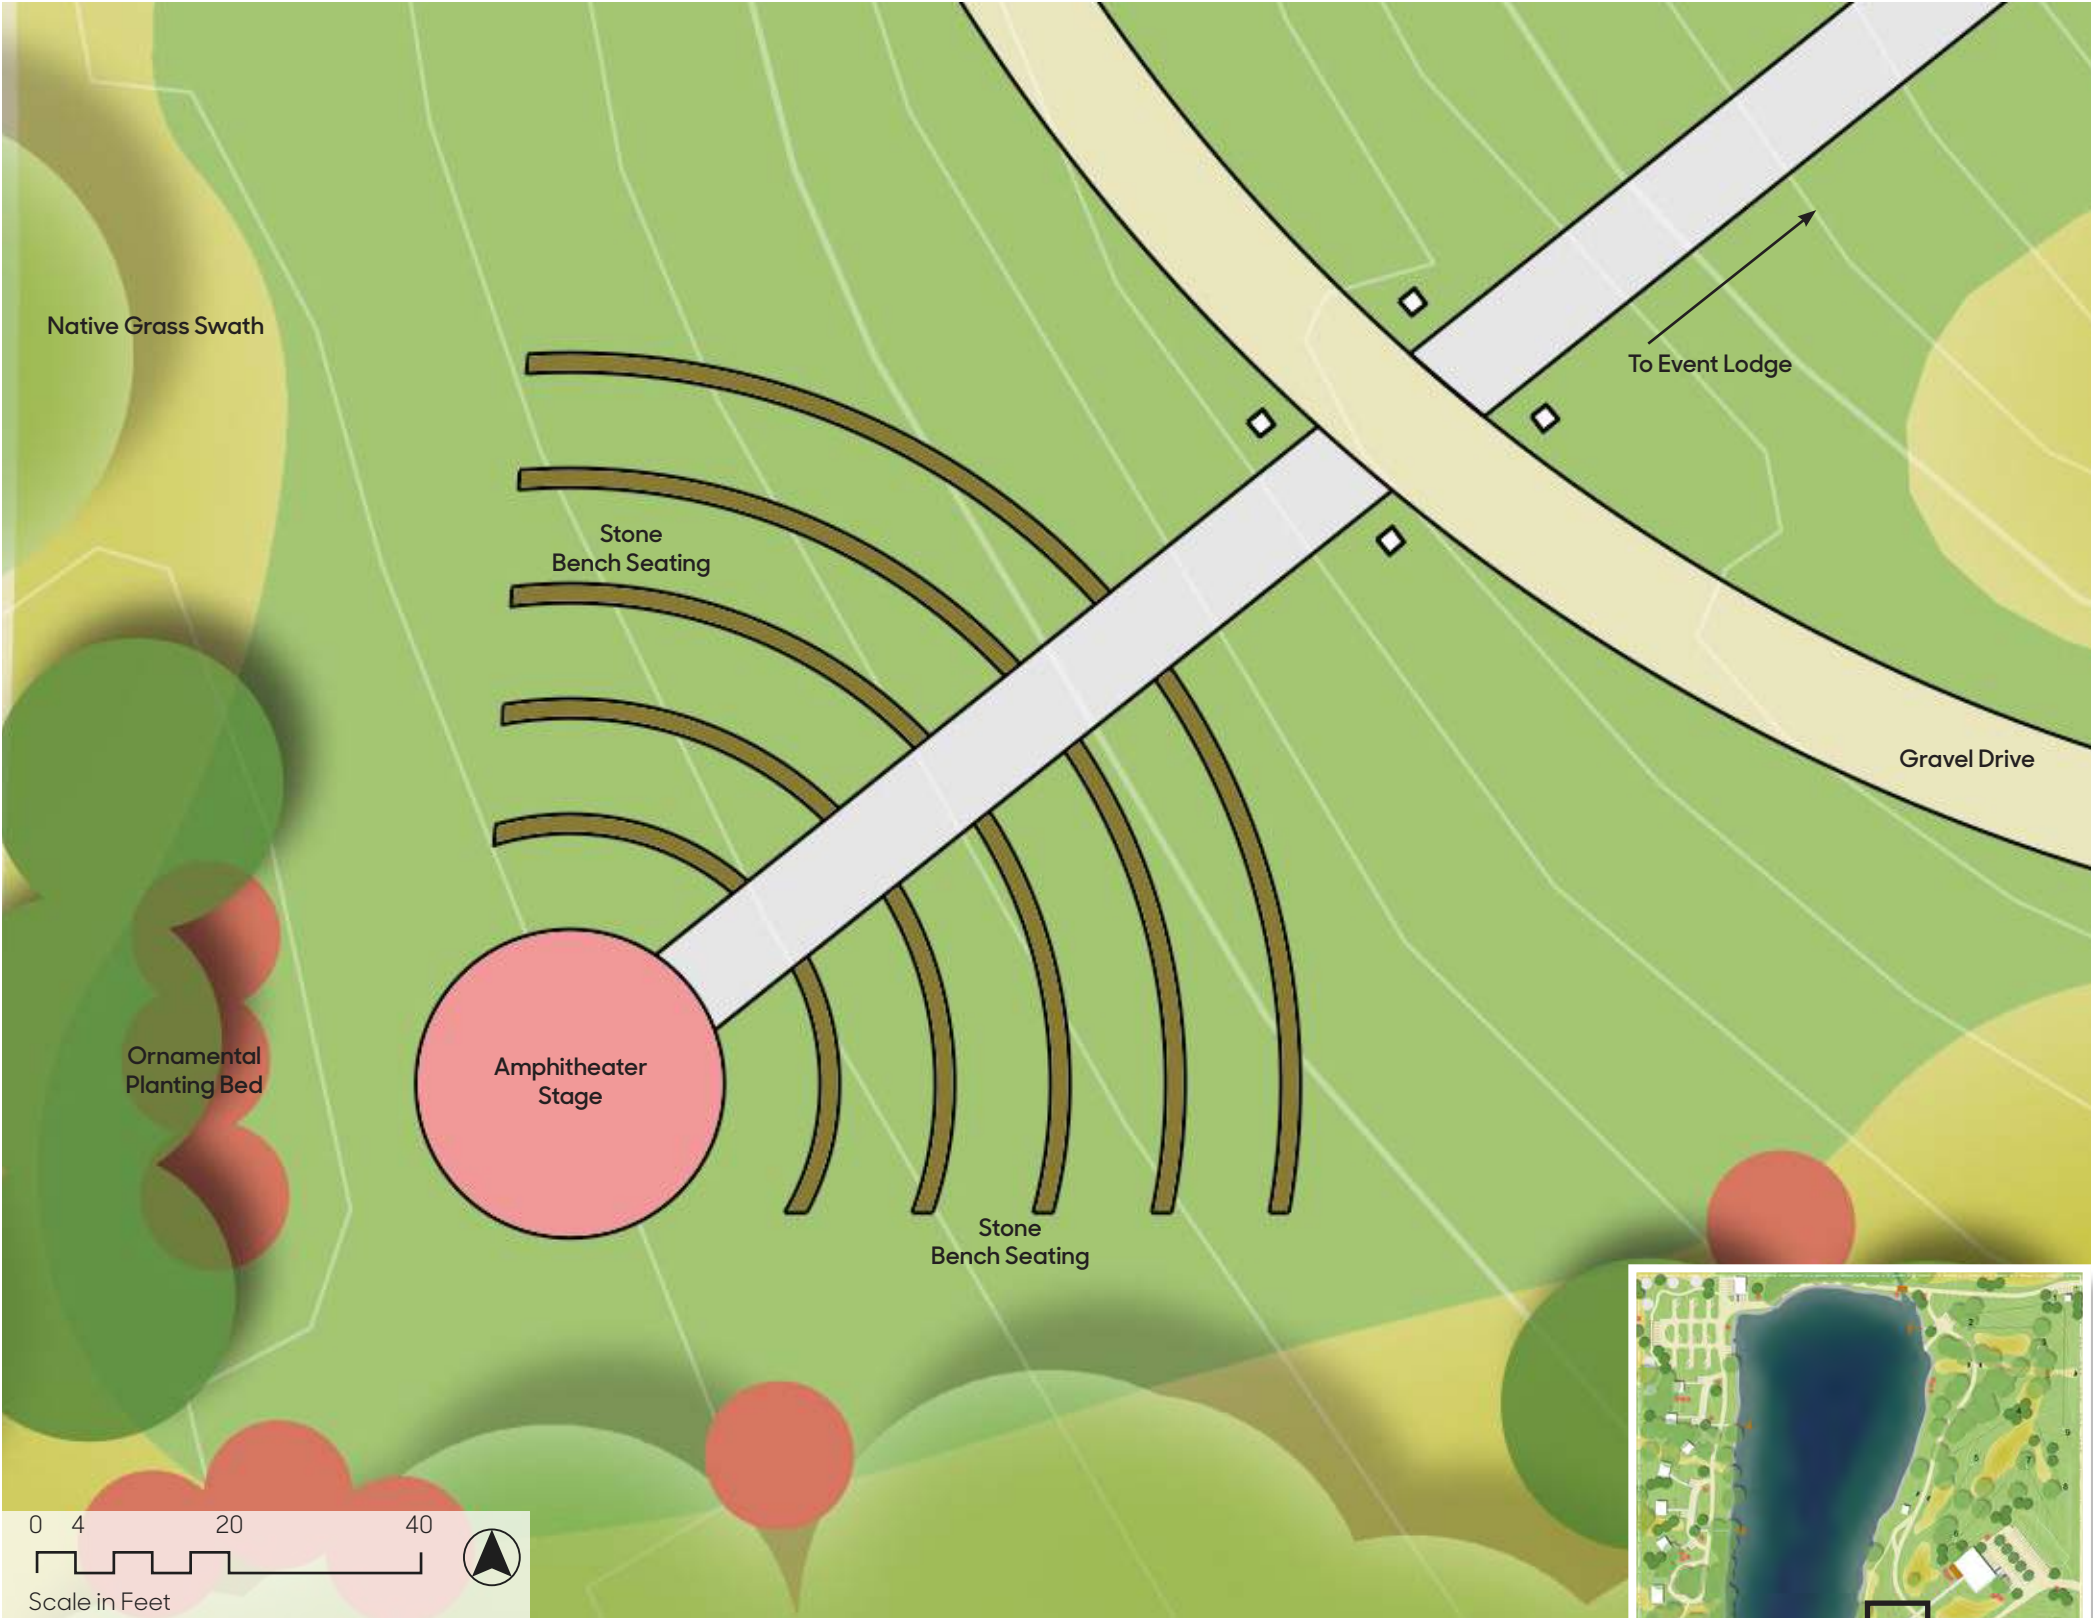 Native Grass Swath
To Event Lodge
Stone
Bench Seating
Gravel Drive
Ornamental
Planting Bed
Amphitheater
Stage
Stone
Bench Seating
0 4 20 40
Scale in Feet